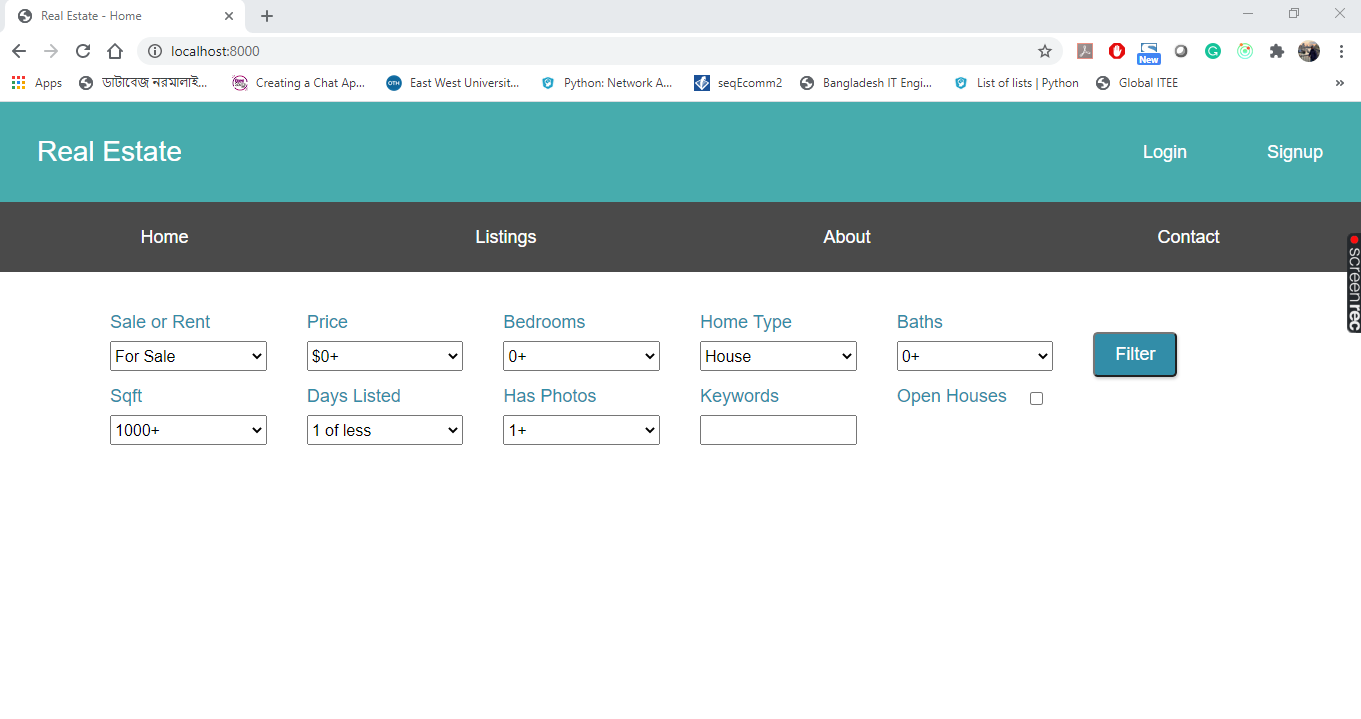 Real Estate - Home
localhost:8000
New
Apps ডাটাবেজ নরমালাই... Creating a Chat Ap... OTH East West Universit... Python: Network A... seqEcomm2 Bangladesh IT Engi... List of lists | Python Global ITEE »
Real Estate Login Signup
Home Listings About Contact
screenrec
Sale or Rent Price Bedrooms Home Type Baths
For Sale $0+ 0+ House 0+ Filter
Sqft Days Listed Has Photos Keywords Open Houses
1000+ 1 of less 1+